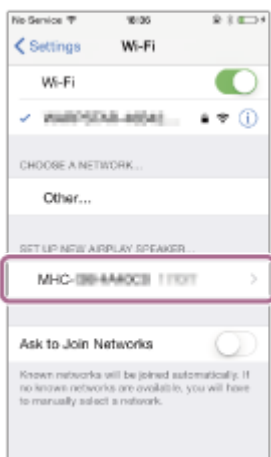 No Service 16:36
Settings Wi-Fi
Wi-Fi
CHOOSE A NETWORK...
Other...
SET UP NEW AIRPLAY SPEAKER...
MHC-
Ask to Join Networks
Known networks will be joined automatically. If
no known networks are available, you will have
to manually select a network.